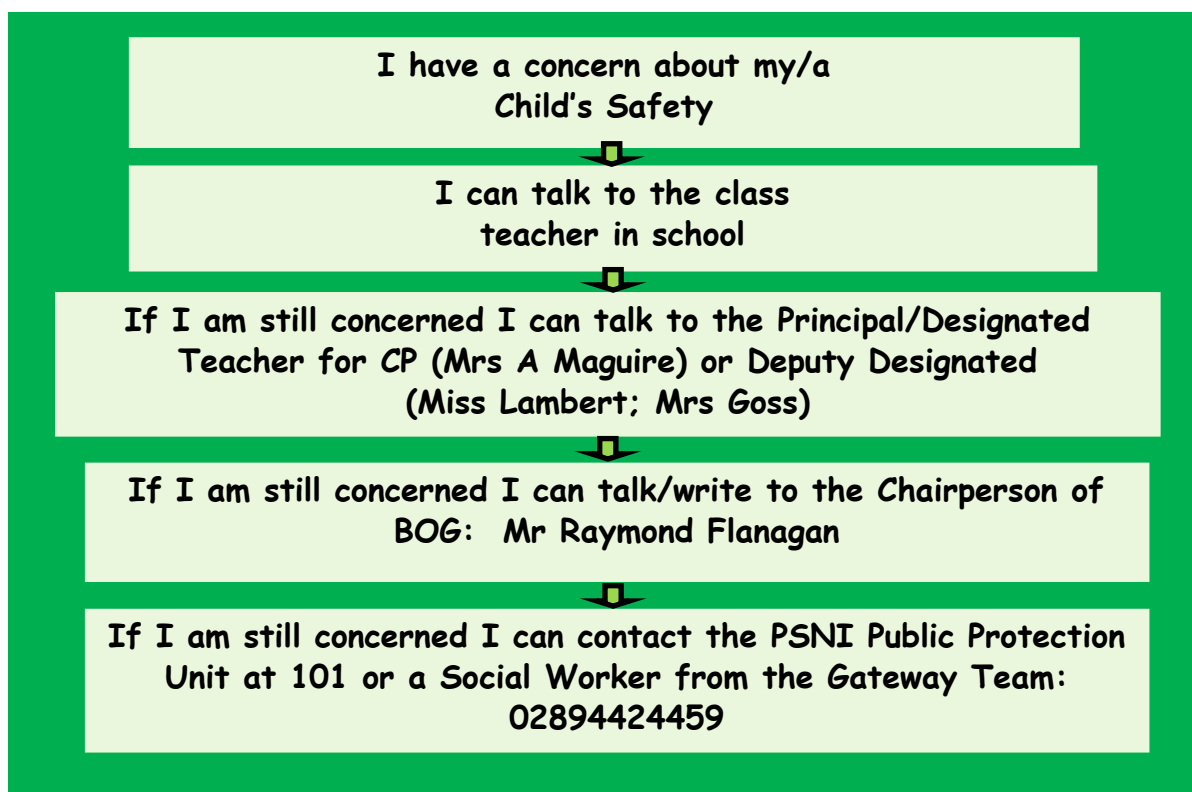 I have a concern about my/a
Child's Safety
I can talk to the class
teacher in school
If I am still concerned I can talk to the Principal/Designated
Teacher for CP (Mrs A Maguire) or Deputy Designated
(Miss Lambert; Mrs Goss)
If I am still concerned I can talk/write to the Chairperson of
BOG: Mr Raymond Flanagan
If I am still concerned I can contact the PSNI Public Protection
Unit at 101 or a Social Worker from the Gateway Team:
02894424459